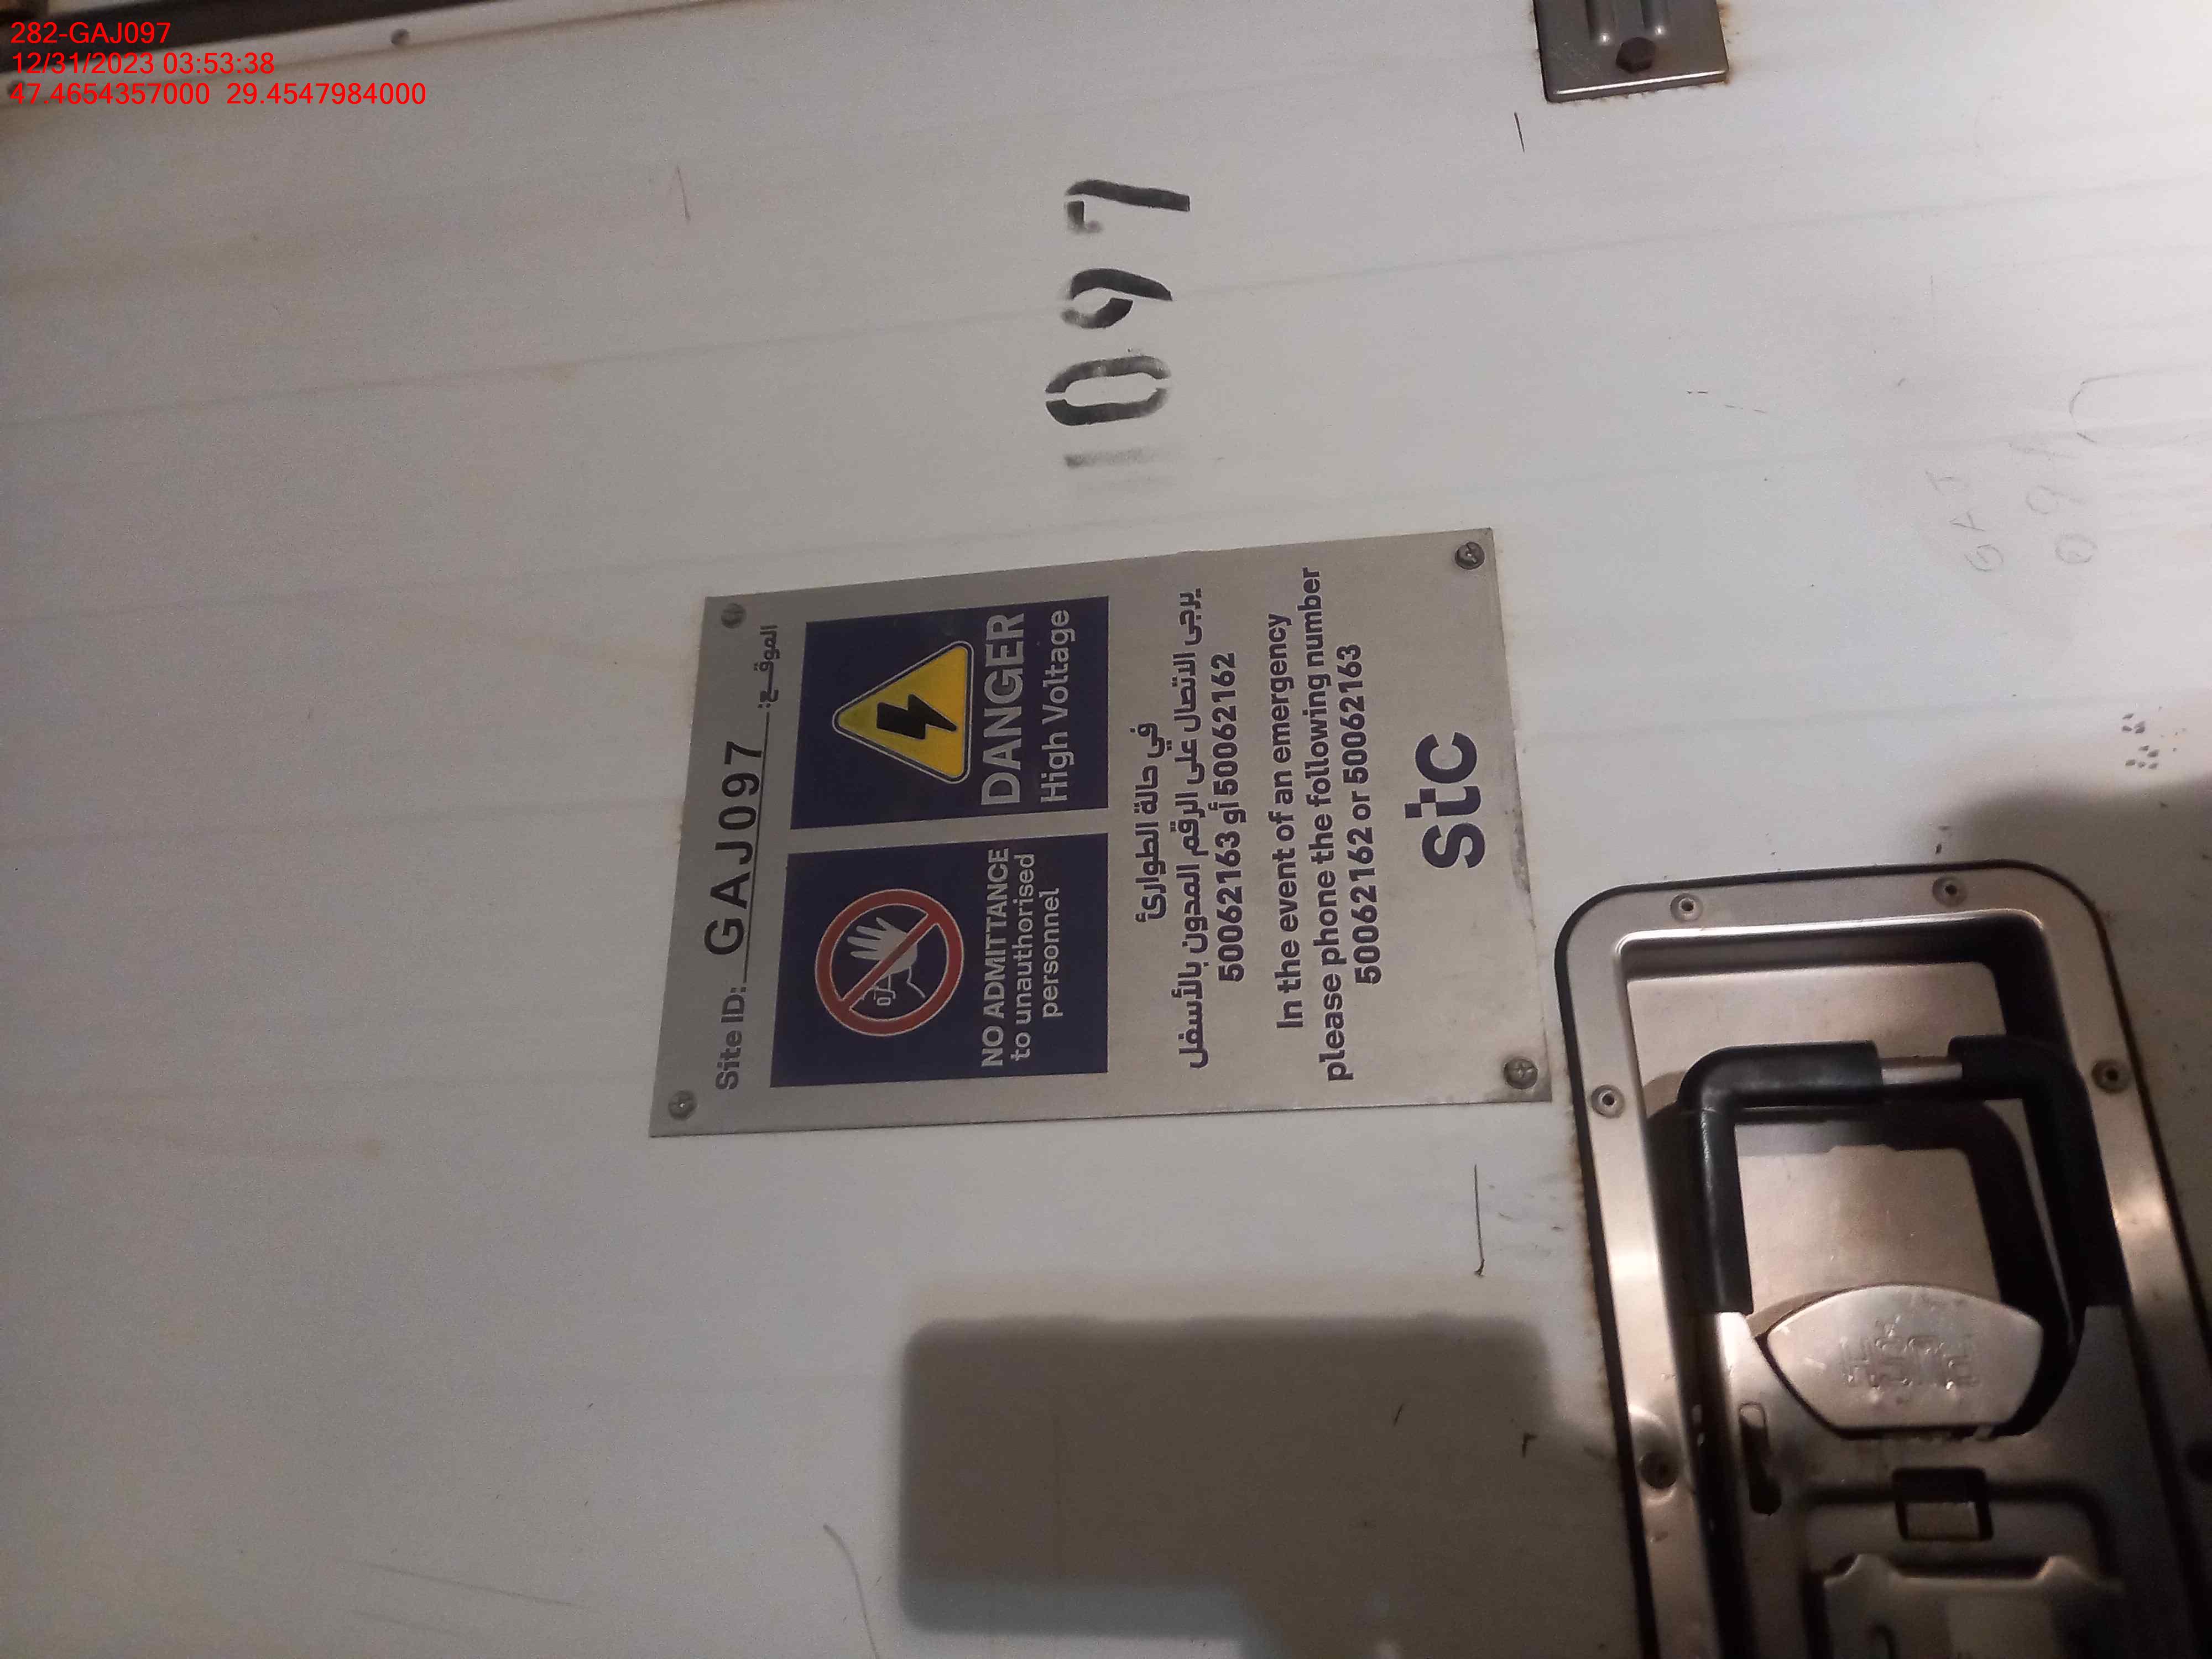 282-GAJ097
12/31/2023 03:53:38
47.4654357000 29.4547984000
1097
Site ID: GAJ097 الموقــع:
NO ADMITTANCE
to unauthorised
personnel
DANGER
High Voltage
في حالة الطوارئ
يرجى الاتصال على الرقم المدون بالأسفل
50062162 أو 50062163
In the event of an emergency
please phone the following number
50062162 or 50062163
stc
GAJ